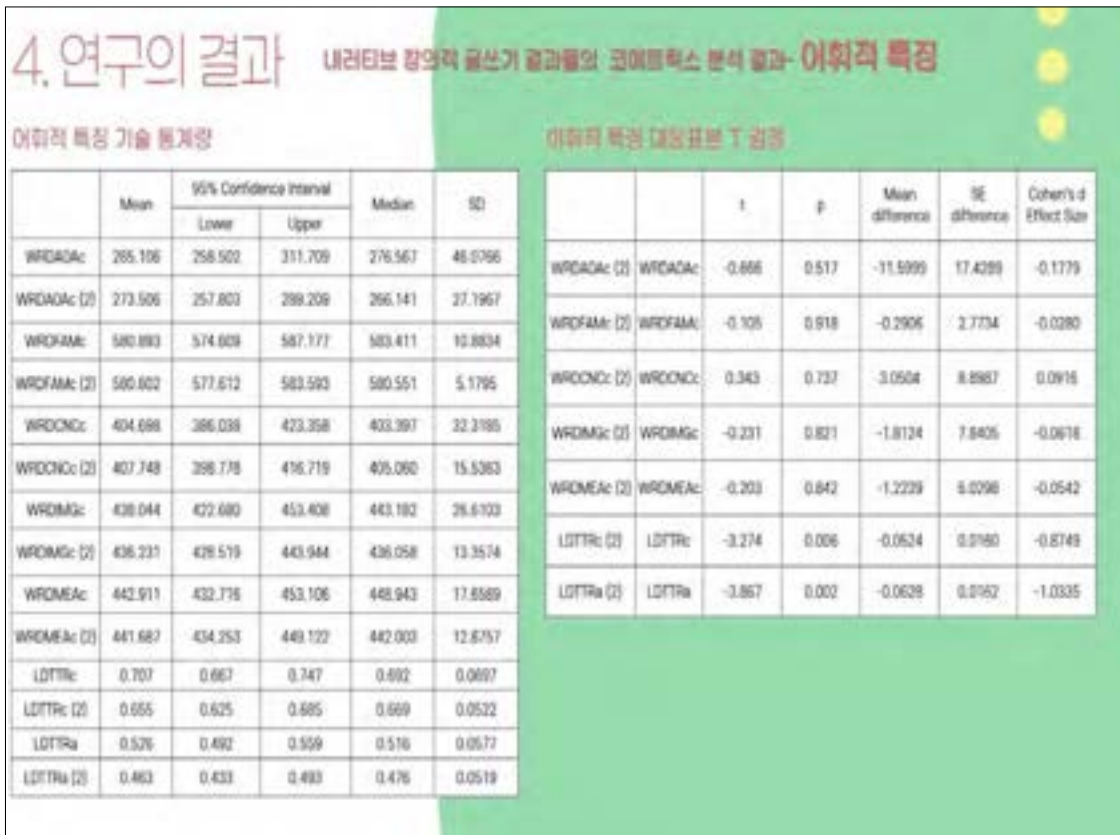 4. 연구의 결과
내러티브 창의적 글쓰기 결과물의 코메트릭스 분석 결과- 어휘적 특징
어휘적 특징 기술 통계량
Mean 95% Confidence Interval Median SD
Lower Upper
WRDAOAc 285.106 258.502 311.709 276.567 46.0766
WRDAOAc (2) 273.506 257.803 289.209 266.141 27.1967
WRDFAMc 580.893 574.609 587.177 583.411 10.8834
WRDFAMc (2) 580.602 577.612 583.593 580.551 5.1795
WRDCNCc 404.698 386.038 423.358 403.397
WRDCNCc (2) 407.748 398.778 416.719 405.060
WRDIMGc 438.044 422.680 453.408 443.192 26.6103
WRDIMGc (2) 436.231 428.519 443.944 436.058 13.3574
WRDMEAc 442.911 432.716 453.106 448.943 17.6589
WRDMEAc (2) 441.687 434.253 449.122 442.003
LDTTRc 0.707 0.667 0.747 0.692 0.0697
LDTTRc (2) 0.655 0.625 0.685 0.669 0.0522
LDTTRa 0.526 0.492 0.559 0.516 0.0577
LDTTRa (2) 0.463 0.433 0.493 0.476 0.0519
어휘적 특징 대응표본 T 검정
t p Mean difference SE difference Cohen's d Effect Size
WRDAOAc (2) WRDAOAc -0.666 0.517 -11.5999 -0.1779
WRDFAMc (2) WRDFAMc -0.105 0.918 -0.2906 2.7734 -0.0280
WRDCNCc (2) WRDCNCc 0.343 0.737 3.0504 0.0916
WRDIMGc (2) WRDIMGc -0.231 0.821 -1.8124 7.8405
WRDMEAc (2) WRDMEAc -0.203 0.842 -1.2239 6.0298 -0.0542
LDTTRc (2) LDTTRc -3.274 0.006 -0.0524 0.0160 -0.8749
LDTTRa (2) LDTTRa -3.867 0.002 -0.0628 0.0162 -1.0335